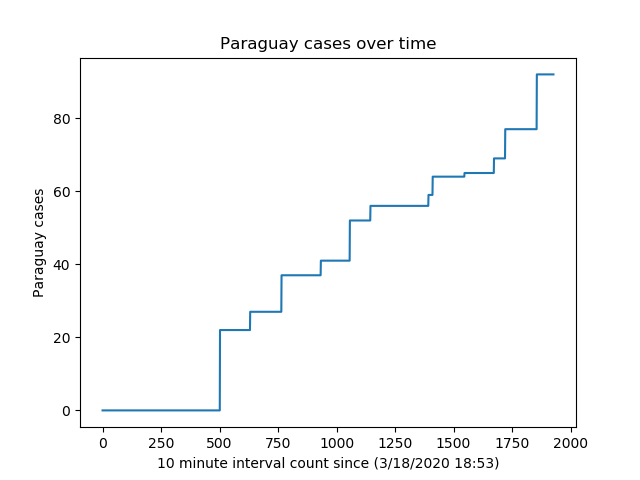 Paraguay cases over time
Paraguay cases
80
60
40
20
0
0 250 500 750 1000 1250 1500 1750 2000
10 minute interval count since (3/18/2020 18:53)